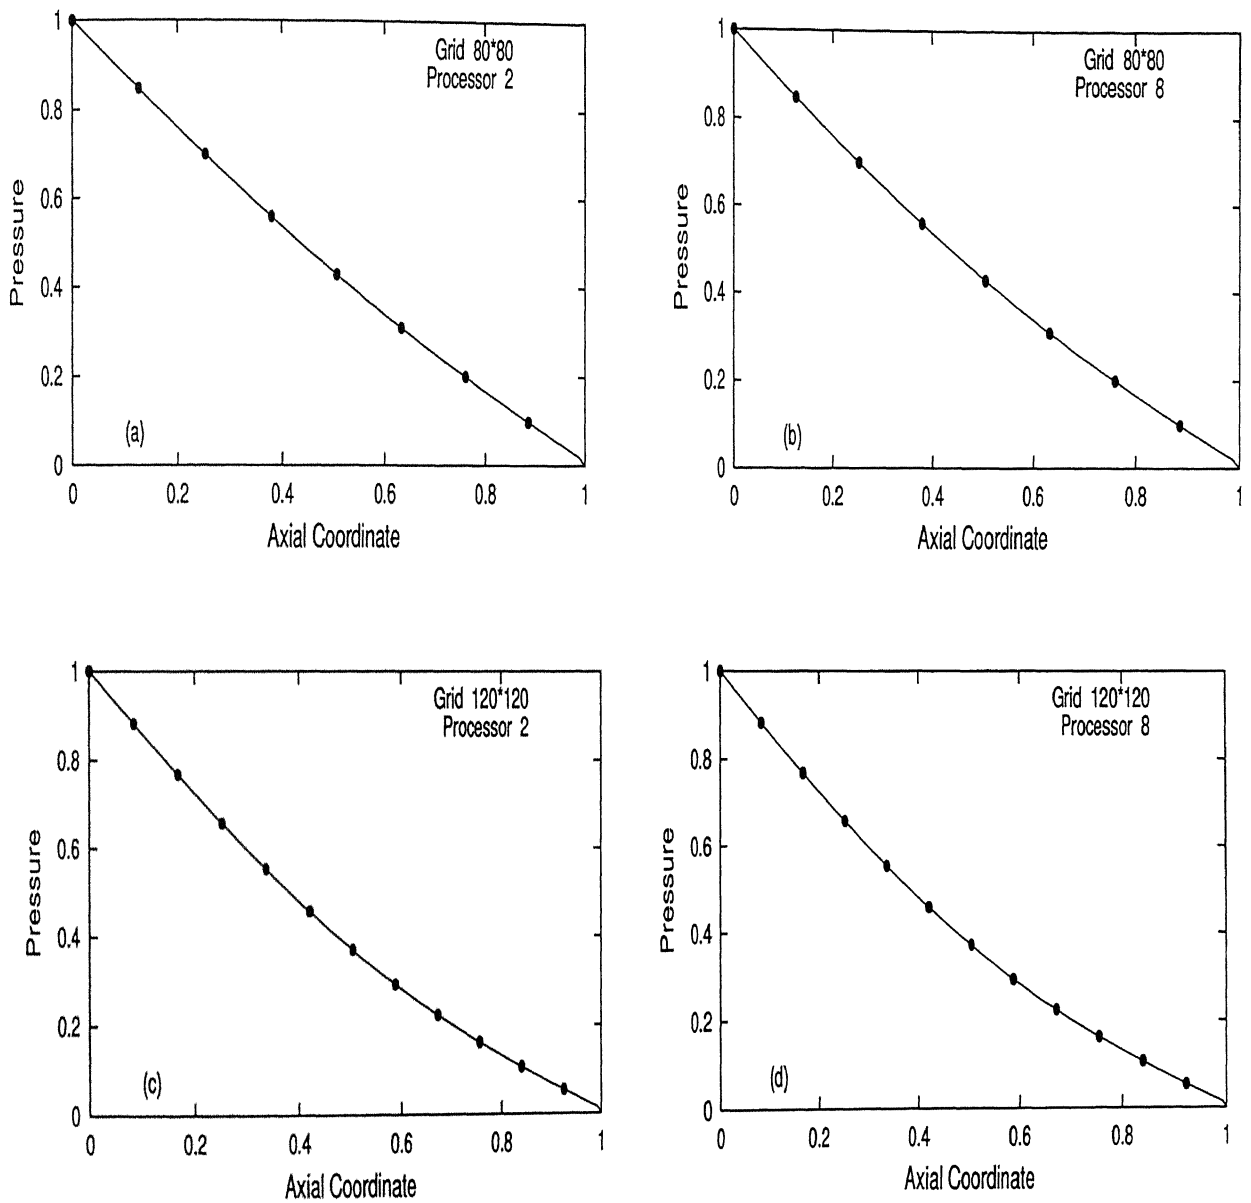 1
0.8
0.6
0.4
0.2
0
Pressure
Grid 80*80
Processor 2
(a)
0 0.2 0.4 0.6 0.8 1
Axial Coordinate
1
0.8
0.6
0.4
0.2
0
Pressure
Grid 80*80
Processor 8
(b)
0 0.2 0.4 0.6 0.8 1
Axial Coordinate
1
0.8
0.6
0.4
0.2
0
Pressure
Grid 120*120
Processor 2
(c)
0 0.2 0.4 0.6 0.8 1
Axial Coordinate
1
0.8
0.6
0.4
0.2
0
Pressure
Grid 120*120
Processor 8
(d)
0 0.2 0.4 0.6 0.8 1
Axial Coordinate